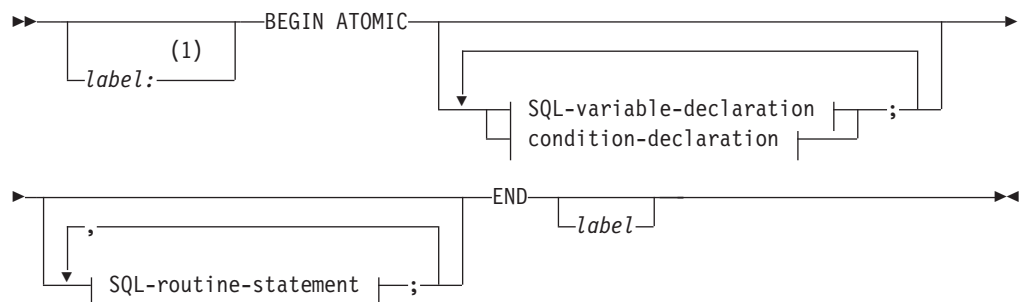 BEGIN ATOMIC
(1)
label:
SQL-variable-declaration ;
condition-declaration
END
label
,
SQL-routine-statement ;